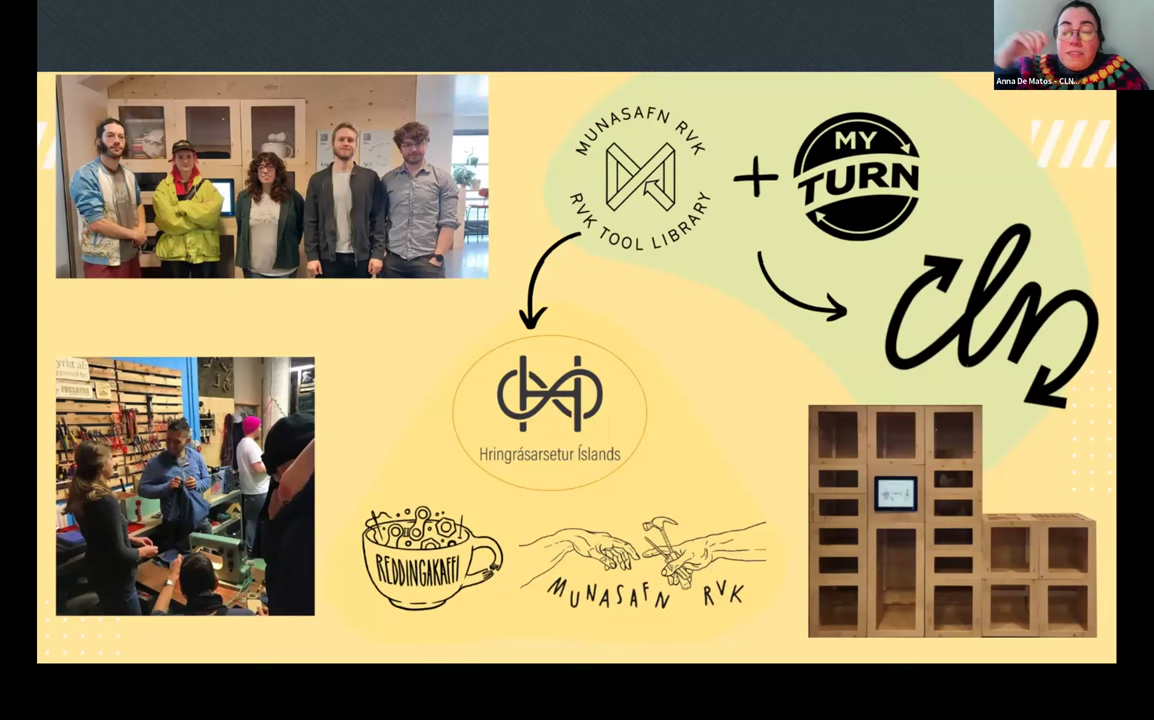 Anna De Matos - CLN...
MUNASAFN RVK
RVK TOOL LIBRARY
+
MY
TURN
cln
Hringrásarsetur Íslands
REDDINGAKAFFI
MUNASAFN RVK